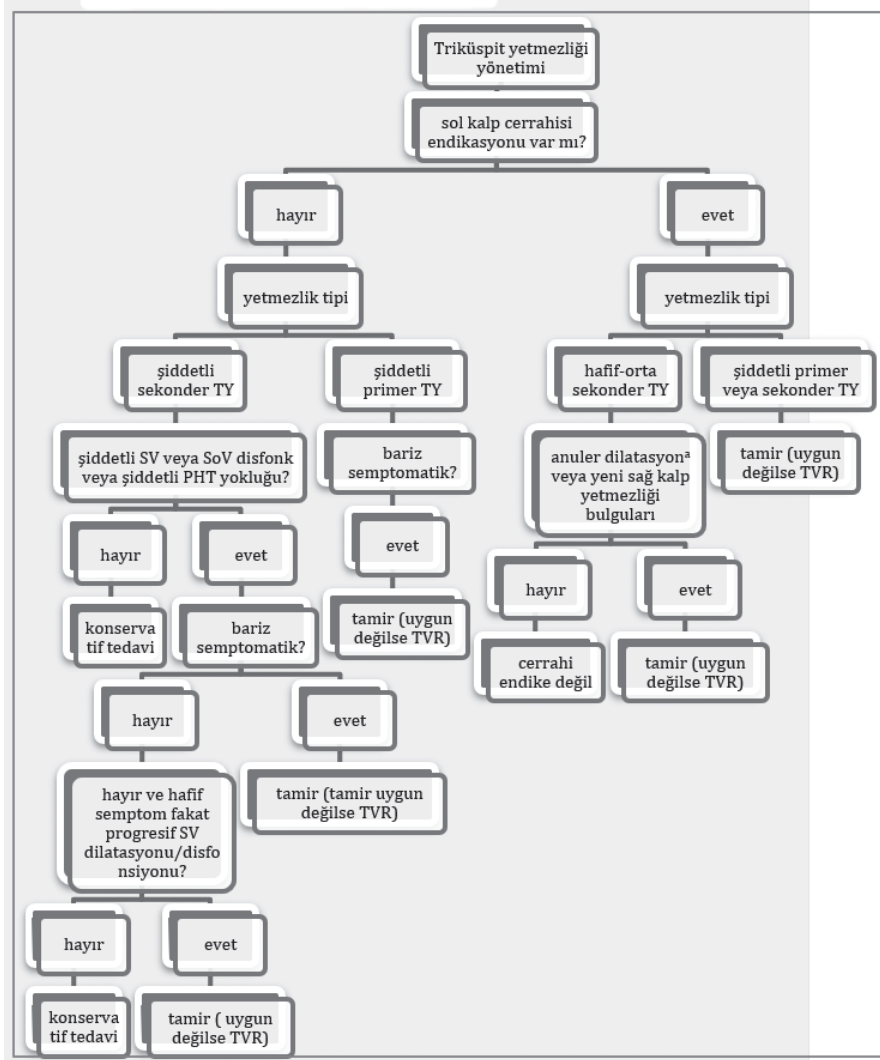 Triküspit yetmezliği
yönetimi
sol kalp cerrahisi
endikasyonu var mı?
hayır
evet
yetmezlik tipi
yetmezlik tipi
şiddetli
sekonder TY
şiddetli
primer TY
hafif-orta
sekonder TY
şiddetli primer
veya sekonder TY
şiddetli SV veya SoV disfonk
veya şiddetli PHT yokluğu?
bariz
semptomatik?
anuler dilatasyonᵃ
veya yeni sağ kalp
yetmezliği
bulguları
tamir (uygun
değilse TVR)
hayır
evet
evet
hayır
evet
konserva
tif tedavi
bariz
semptomatik?
tamir (uygun
değilse TVR)
cerrahi
endike değil
tamir (uygun
değilse TVR)
hayır
evet
hayır ve hafif
semptom fakat
progresif SV
dilatasyonu/disfo
nsiyonu?
tamir (tamir uygun
değilse TVR)
hayır
evet
konserva
tif tedavi
tamir ( uygun
değilse TVR)